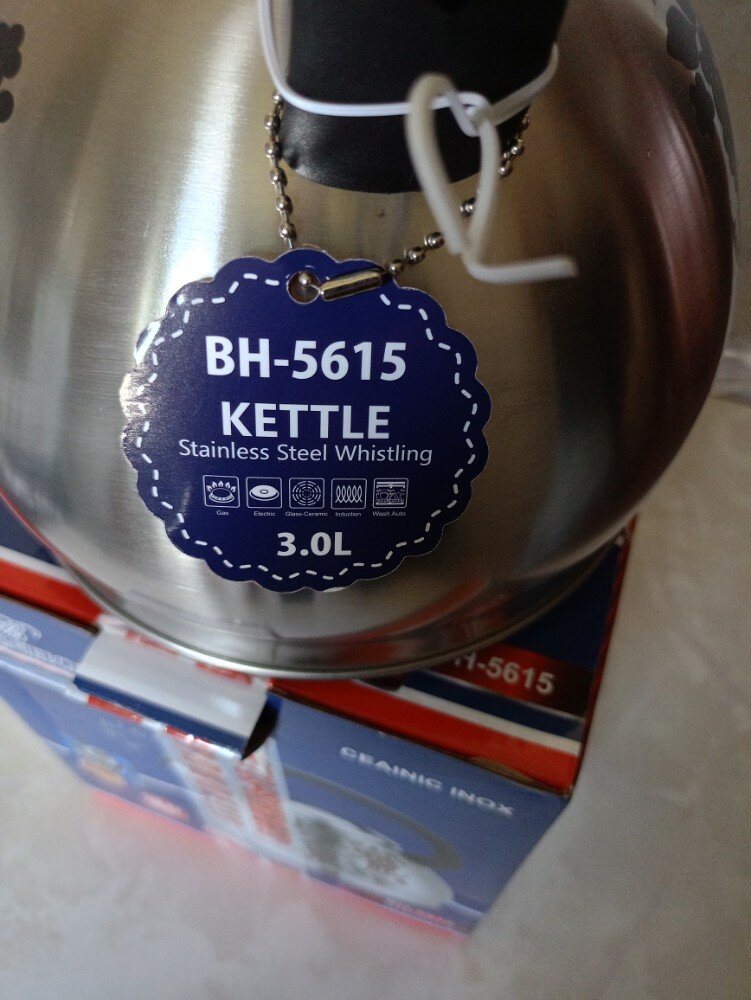 BH-5615
KETTLE
Stainless Steel Whistling
Gas Electric Glass-Ceramic Induction Wash Auto
3.0L
H-5615
CEAINIC INOX